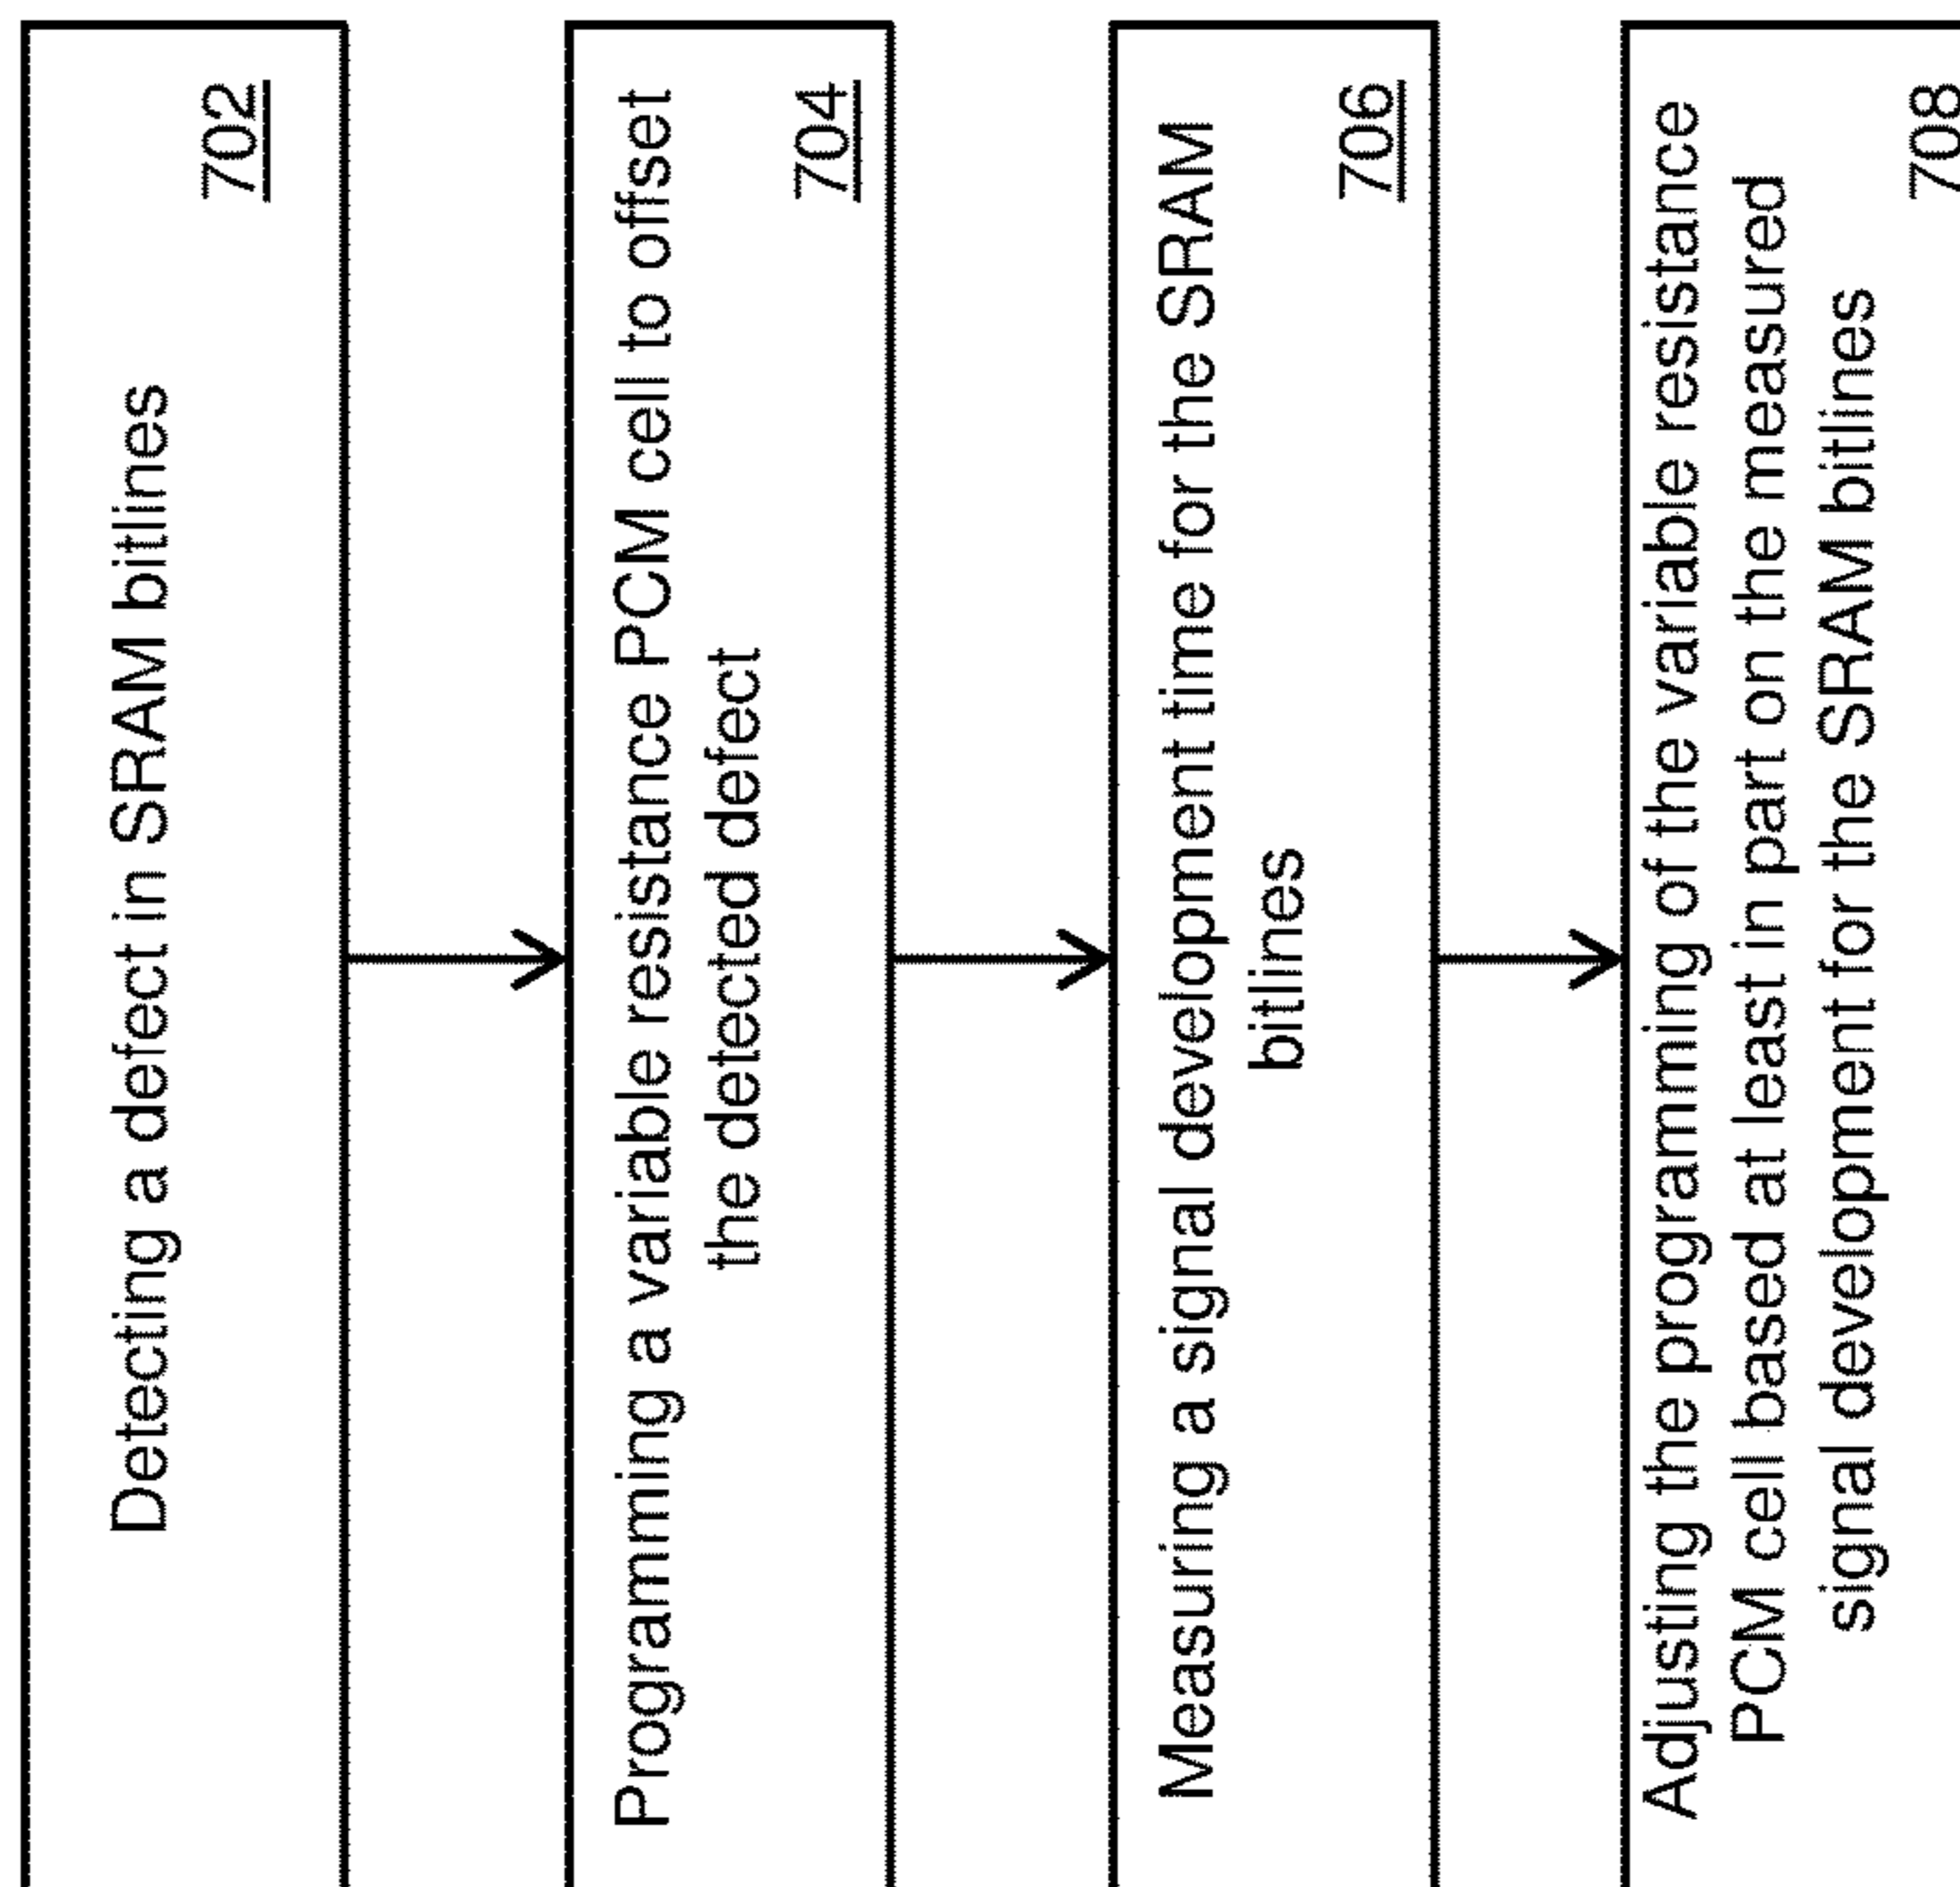 Detecting a defect in SRAM bitlines
702
Programming a variable resistance PCM cell to offset
the detected defect
704
Measuring a signal development time for the SRAM
bitlines
706
Adjusting the programming of the variable resistance
PCM cell based at least in part on the measured
signal development for the SRAM bitlines
708